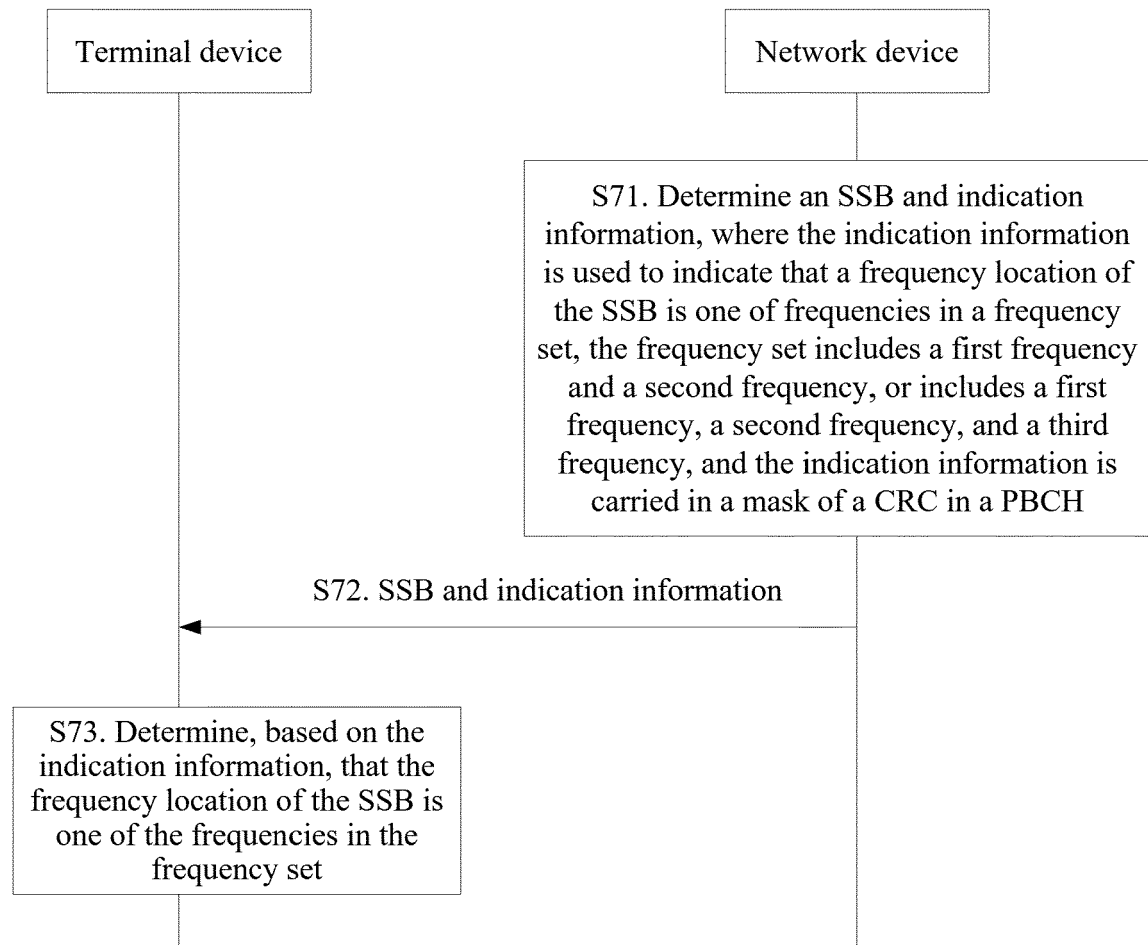 Terminal device
Network device
S71. Determine an SSB and indication
information, where the indication information
is used to indicate that a frequency location of
the SSB is one of frequencies in a frequency
set, the frequency set includes a first frequency
and a second frequency, or includes a first
frequency, a second frequency, and a third
frequency, and the indication information is
carried in a mask of a CRC in a PBCH
S72. SSB and indication information
S73. Determine, based on the
indication information, that the
frequency location of the SSB is
one of the frequencies in the
frequency set